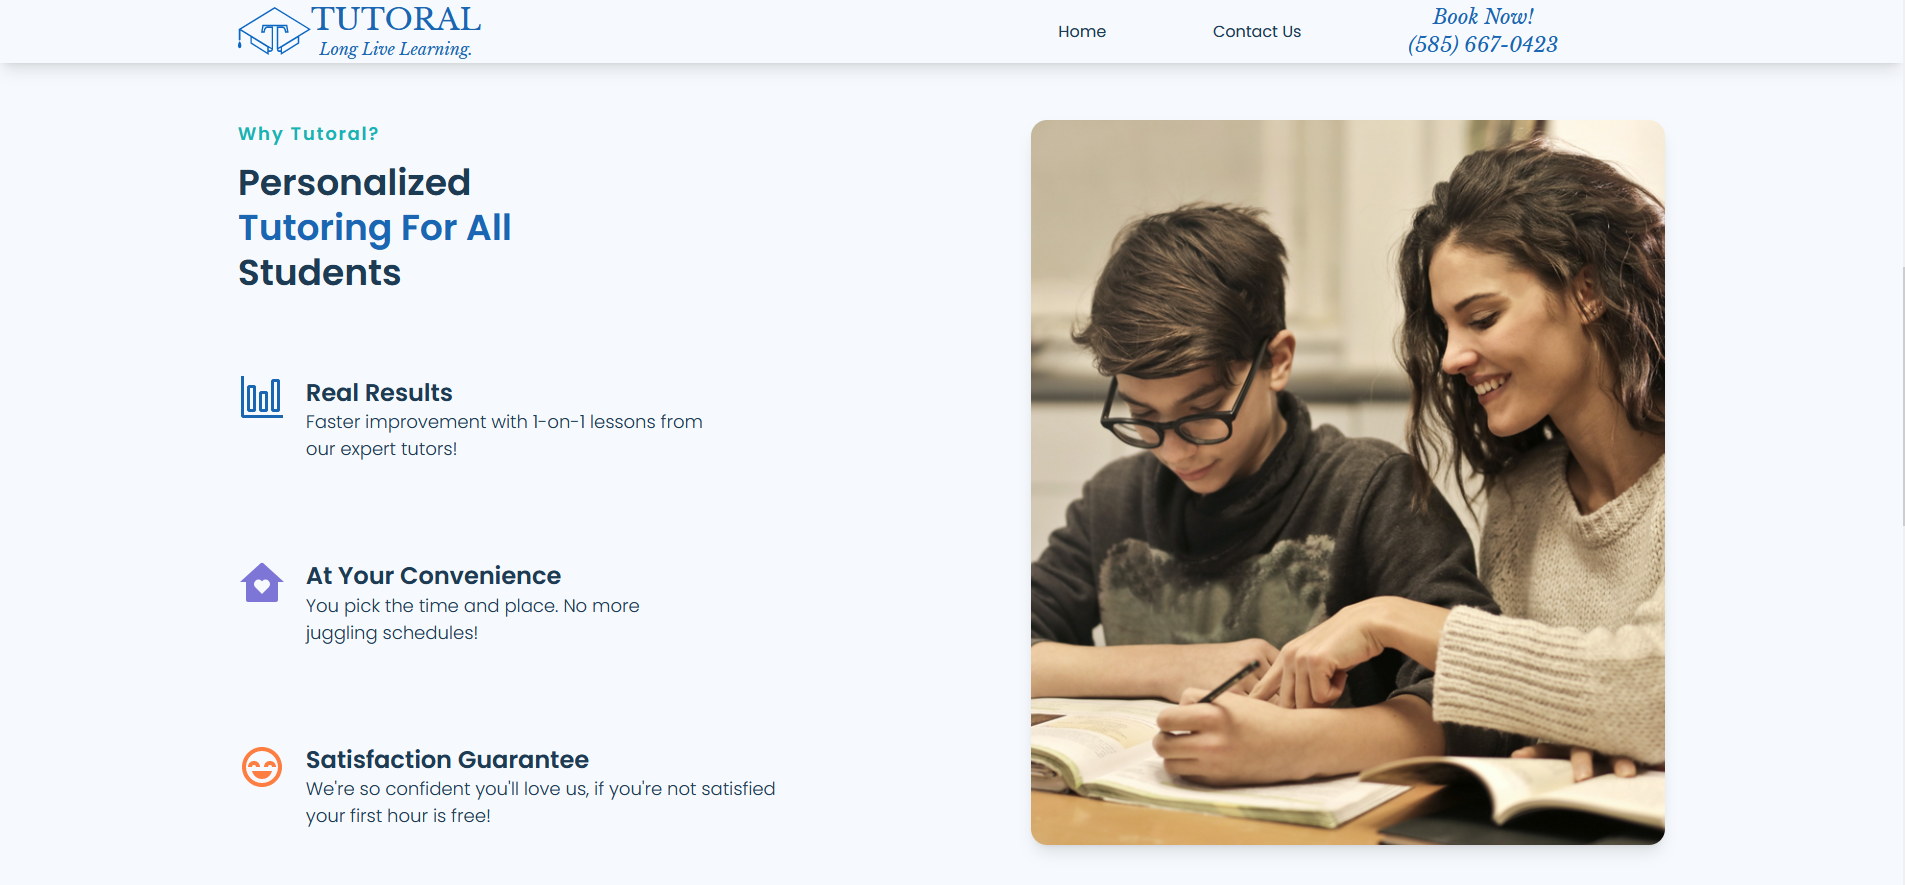 TUTORAL
Long Live Learning.
Home
Contact Us
Book Now!
(585) 667-0423
Why Tutoral?
Personalized
Tutoring For All
Students
Real Results
Faster improvement with 1-on-1 lessons from
our expert tutors!
At Your Convenience
You pick the time and place. No more
juggling schedules!
Satisfaction Guarantee
We're so confident you'll love us, if you're not satisfied
your first hour is free!